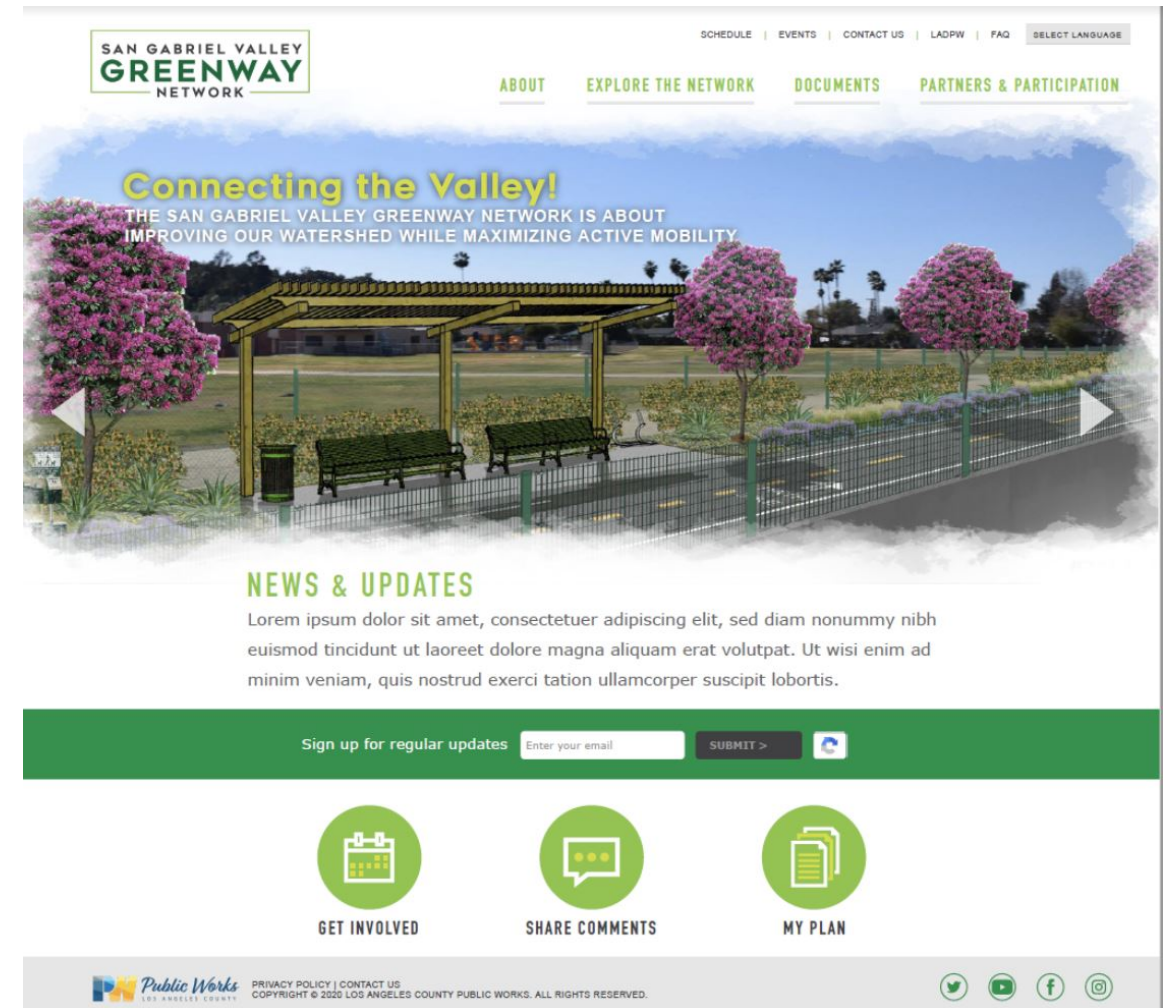 SAN GABRIEL VALLEY
GREENWAY
NETWORK
SCHEDULE | EVENTS | CONTACT US | LADPW | FAQ SELECT LANGUAGE
ABOUT EXPLORE THE NETWORK DOCUMENTS PARTNERS & PARTICIPATION
Connecting the Valley!
THE SAN GABRIEL VALLEY GREENWAY NETWORK IS ABOUT
IMPROVING OUR WATERSHED WHILE MAXIMIZING ACTIVE MOBILITY
NEWS & UPDATES
Lorem ipsum dolor sit amet, consectetuer adipiscing elit, sed diam nonummy nibh
euismod tincidunt ut laoreet dolore magna aliquam erat volutpat. Ut wisi enim ad
minim veniam, quis nostrud exerci tation ullamcorper suscipit lobortis.
Sign up for regular updates Enter your email SUBMIT >
GET INVOLVED SHARE COMMENTS MY PLAN
PW Public Works
LOS ANGELES COUNTY
PRIVACY POLICY | CONTACT US
COPYRIGHT © 2020 LOS ANGELES COUNTY PUBLIC WORKS. ALL RIGHTS RESERVED.